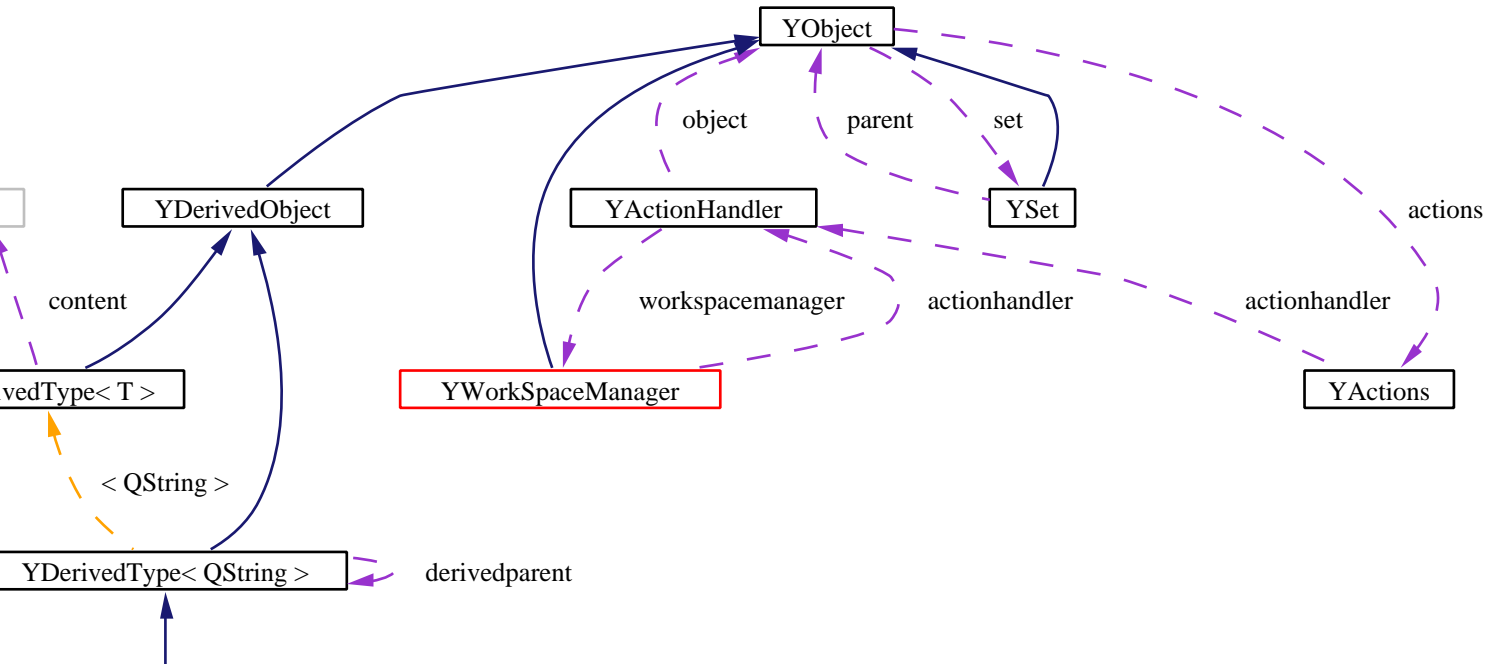 YObject
object
parent
set
YDerivedObject
YActionHandler
YSet
actions
content
workspacemanager
actionhandler
actionhandler
vedType< T >
YWorkSpaceManager
YActions
< QString >
YDerivedType< QString >
derivedparent